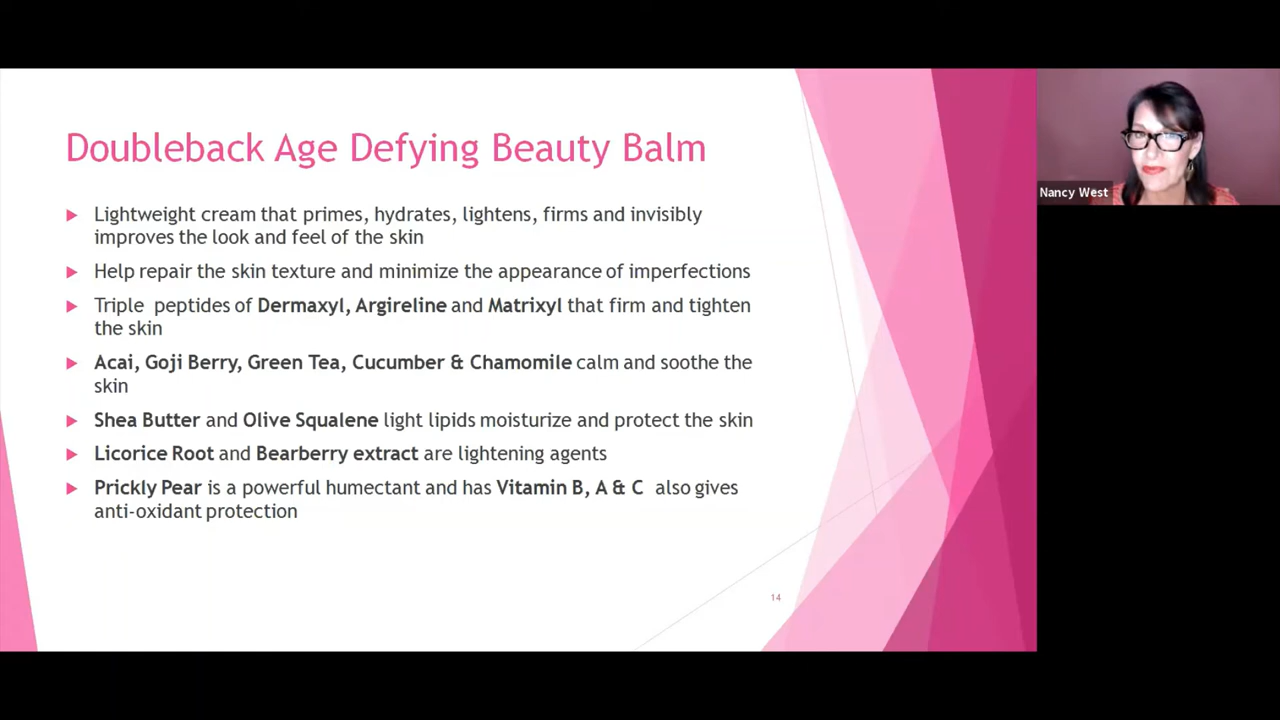 Doubleback Age Defying Beauty Balm
Lightweight cream that primes, hydrates, lightens, firms and invisibly
improves the look and feel of the skin
Help repair the skin texture and minimize the appearance of imperfections
Triple peptides of Dermaxyl, Argireline and Matrixyl that firm and tighten
the skin
Acai, Goji Berry, Green Tea, Cucumber & Chamomile calm and soothe the
skin
Shea Butter and Olive Squalene light lipids moisturize and protect the skin
Licorice Root and Bearberry extract are lightening agents
Prickly Pear is a powerful humectant and has Vitamin B, A & C also gives
anti-oxidant protection
14
Nancy West